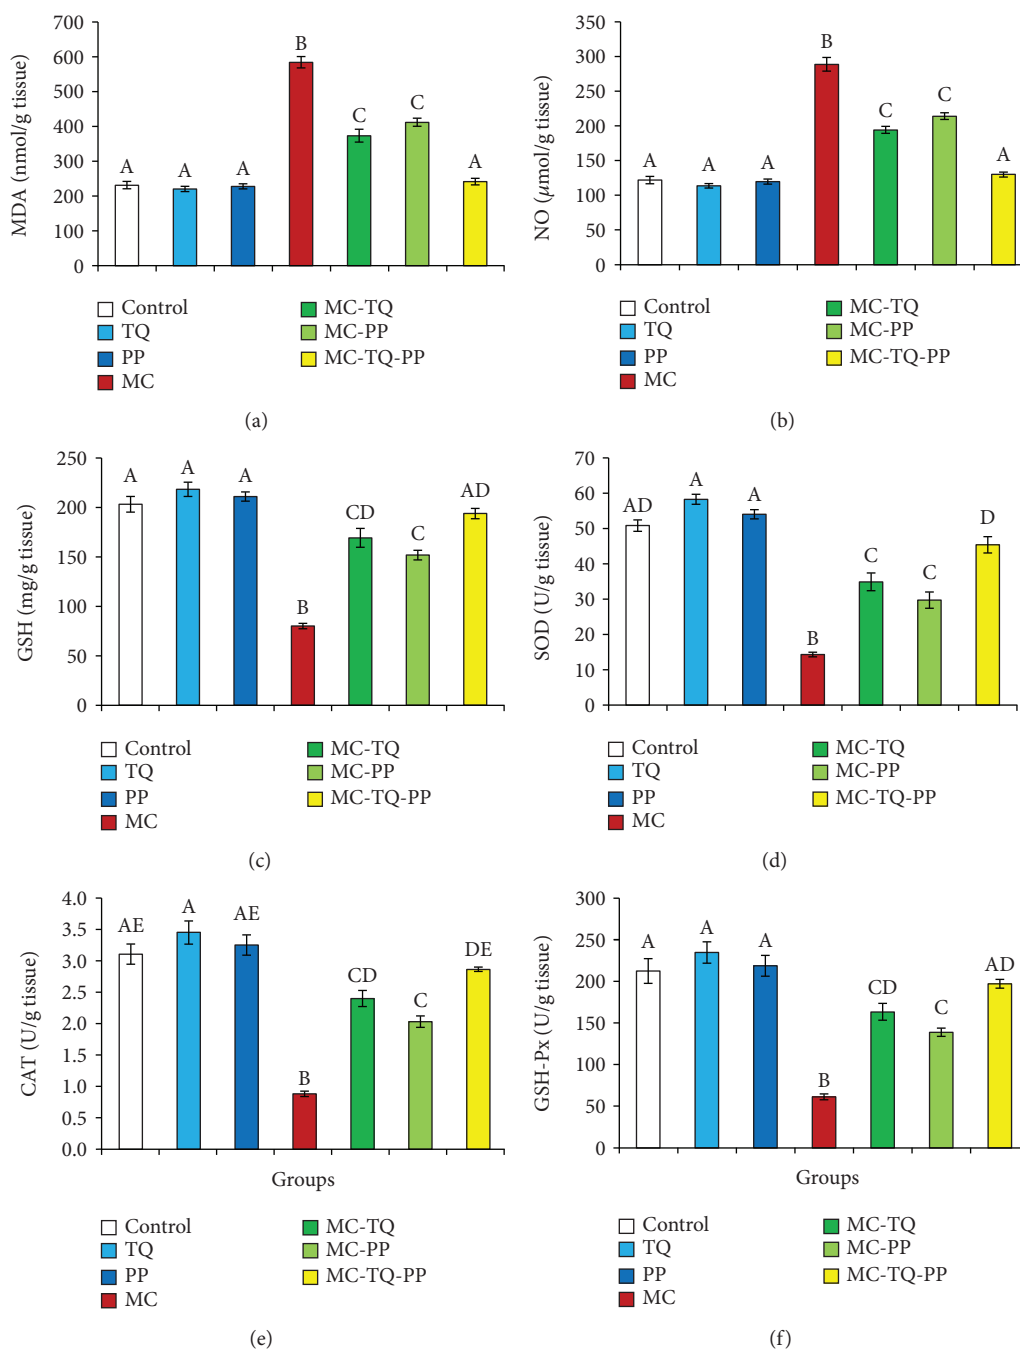 MDA (nmol/g tissue)
700
600
500
400
300
200
100
0
A
A
A
B
C
C
A
Control
TQ
PP
MC
MC-TQ
MC-PP
MC-TQ-PP
(a)
NO (μmol/g tissue)
350
300
250
200
150
100
50
0
A
A
A
B
C
C
A
Control
TQ
PP
MC
MC-TQ
MC-PP
MC-TQ-PP
(b)
GSH (mg/g tissue)
250
200
150
100
50
0
A
A
A
B
CD
C
AD
Control
TQ
PP
MC
MC-TQ
MC-PP
MC-TQ-PP
(c)
SOD (U/g tissue)
70
60
50
40
30
20
10
0
AD
A
A
B
C
C
D
Control
TQ
PP
MC
MC-TQ
MC-PP
MC-TQ-PP
(d)
CAT (U/g tissue)
4.0
3.5
3.0
2.5
2.0
1.5
1.0
0.5
0.0
AE
A
AE
B
CD
C
DE
Groups
Control
TQ
PP
MC
MC-TQ
MC-PP
MC-TQ-PP
(e)
GSH-Px (U/g tissue)
300
250
200
150
100
50
0
A
A
A
B
CD
C
AD
Groups
Control
TQ
PP
MC
MC-TQ
MC-PP
MC-TQ-PP
(f)